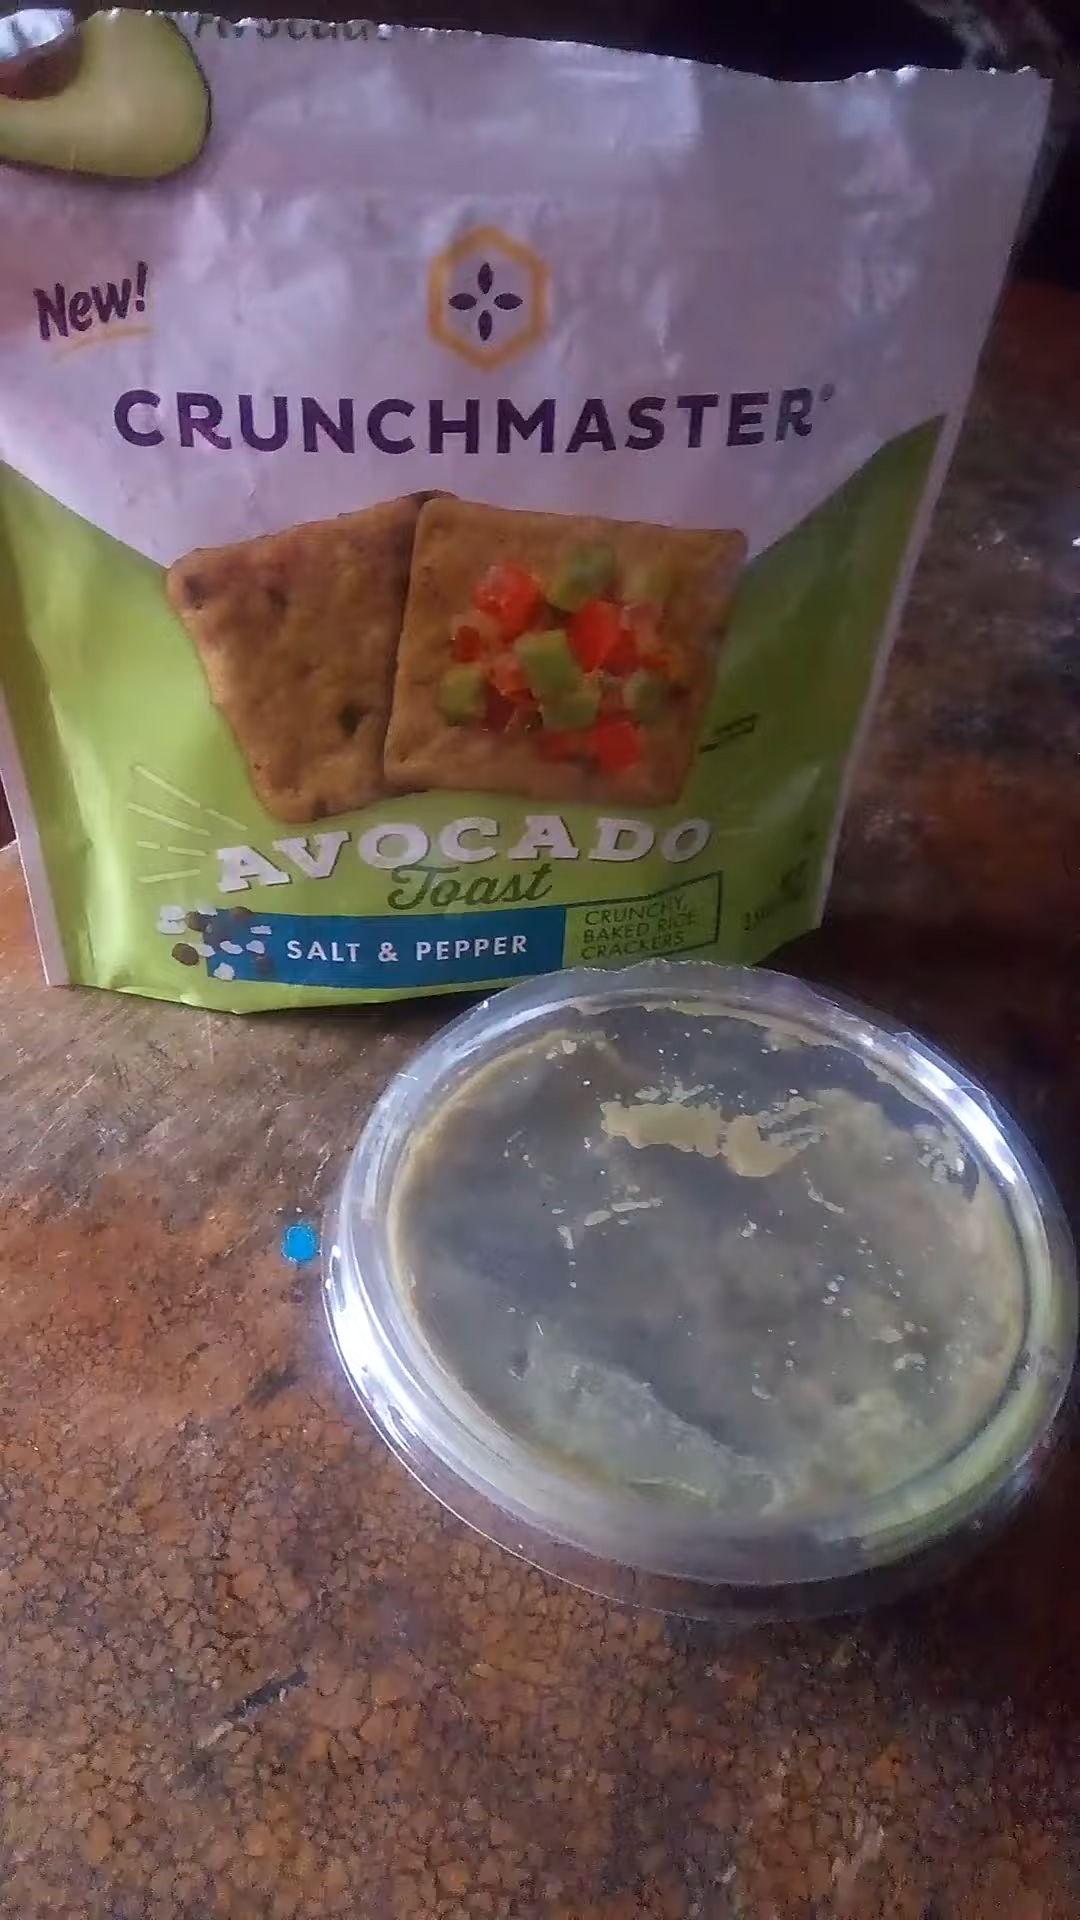 New!
CRUNCHMASTER®
AVOCADO
Toast
SALT & PEPPER
CRUNCHY,
BAKED RICE
CRACKERS